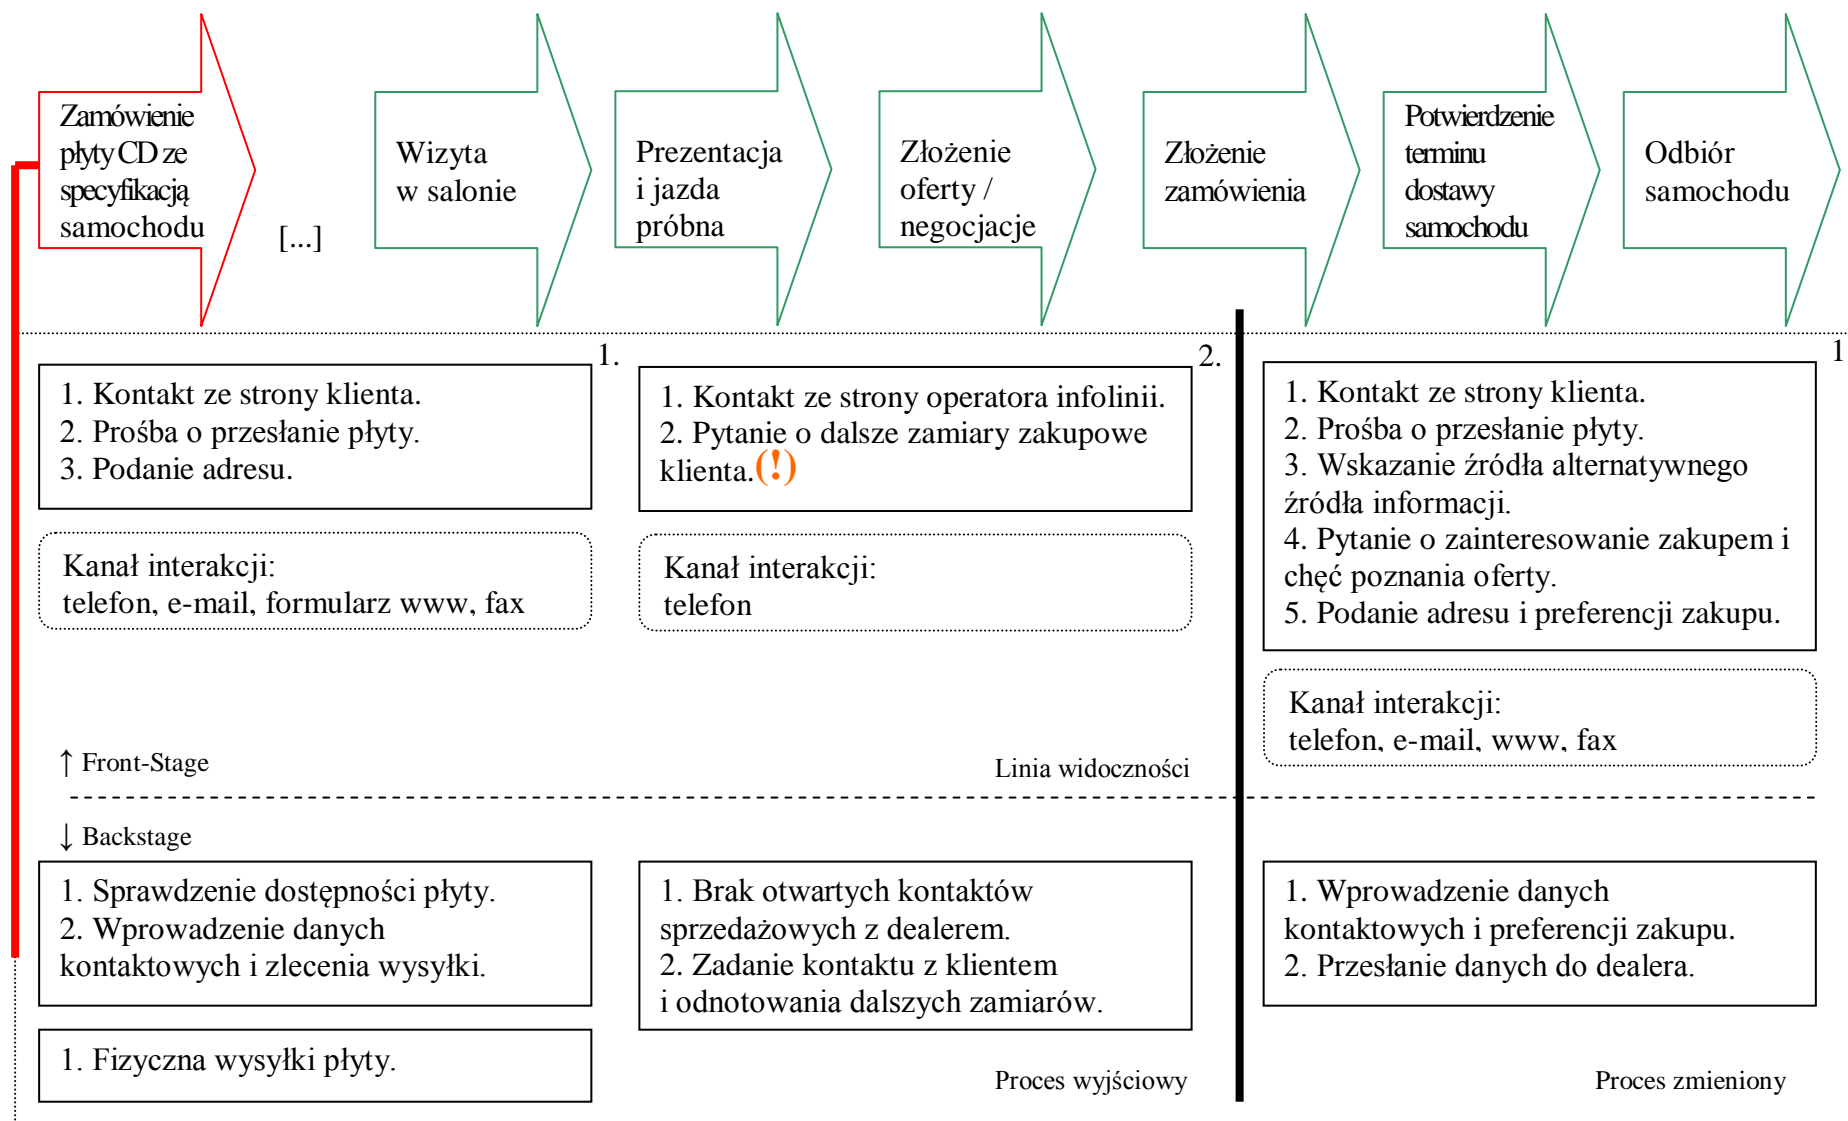 Zamówienie
płyty CD ze
specyfikacją
samochodu
[...]
Wizyta
w salonie
Prezentacja
i jazda
próbna
Złożenie
oferty /
negocjacje
Złożenie
zamówienia
Potwierdzenie
terminu
dostawy
samochodu
Odbiór
samochodu
1.
1. Kontakt ze strony klienta.
2. Prośba o przesłanie płyty.
3. Podanie adresu.
Kanał interakcji:
telefon, e-mail, formularz www, fax
2.
1. Kontakt ze strony operatora infolinii.
2. Pytanie o dalsze zamiary zakupowe
klienta.(!)
Kanał interakcji:
telefon
1
1. Kontakt ze strony klienta.
2. Prośba o przesłanie płyty.
3. Wskazanie źródła alternatywnego
źródła informacji.
4. Pytanie o zainteresowanie zakupem i
chęć poznania oferty.
5. Podanie adresu i preferencji zakupu.
Kanał interakcji:
telefon, e-mail, www, fax
↑ Front-Stage
Linia widoczności
↓ Backstage
1. Sprawdzenie dostępności płyty.
2. Wprowadzenie danych
kontaktowych i zlecenia wysyłki.
1. Fizyczna wysyłki płyty.
1. Brak otwartych kontaktów
sprzedażowych z dealerem.
2. Zadanie kontaktu z klientem
i odnotowania dalszych zamiarów.
Proces wyjściowy
1. Wprowadzenie danych
kontaktowych i preferencji zakupu.
2. Przesłanie danych do dealera.
Proces zmieniony